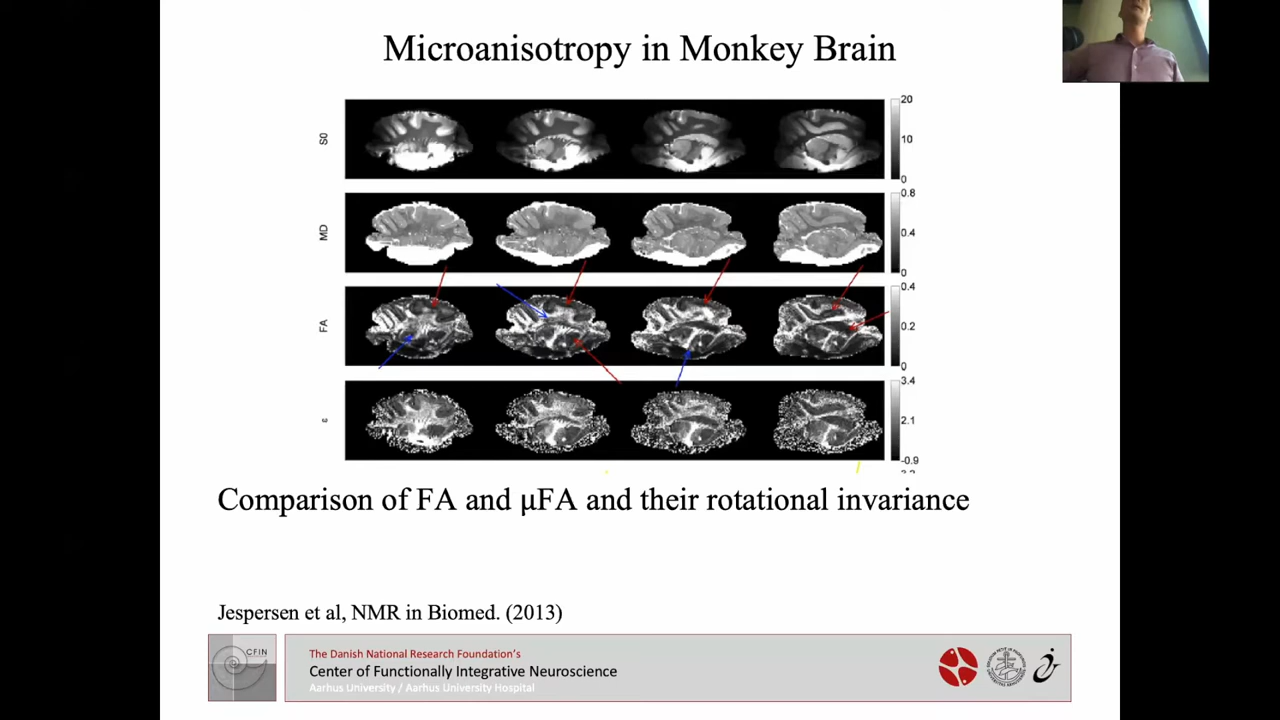 Microanisotropy in Monkey Brain
S0
20
10
0
MD
0.8
0.4
0
FA
0.4
0.2
0
ε
3.4
2.1
-0.9
Comparison of FA and μFA and their rotational invariance
Jespersen et al, NMR in Biomed. (2013)
CFIN
The Danish National Research Foundation's
Center of Functionally Integrative Neuroscience
Aarhus University / Aarhus University Hospital